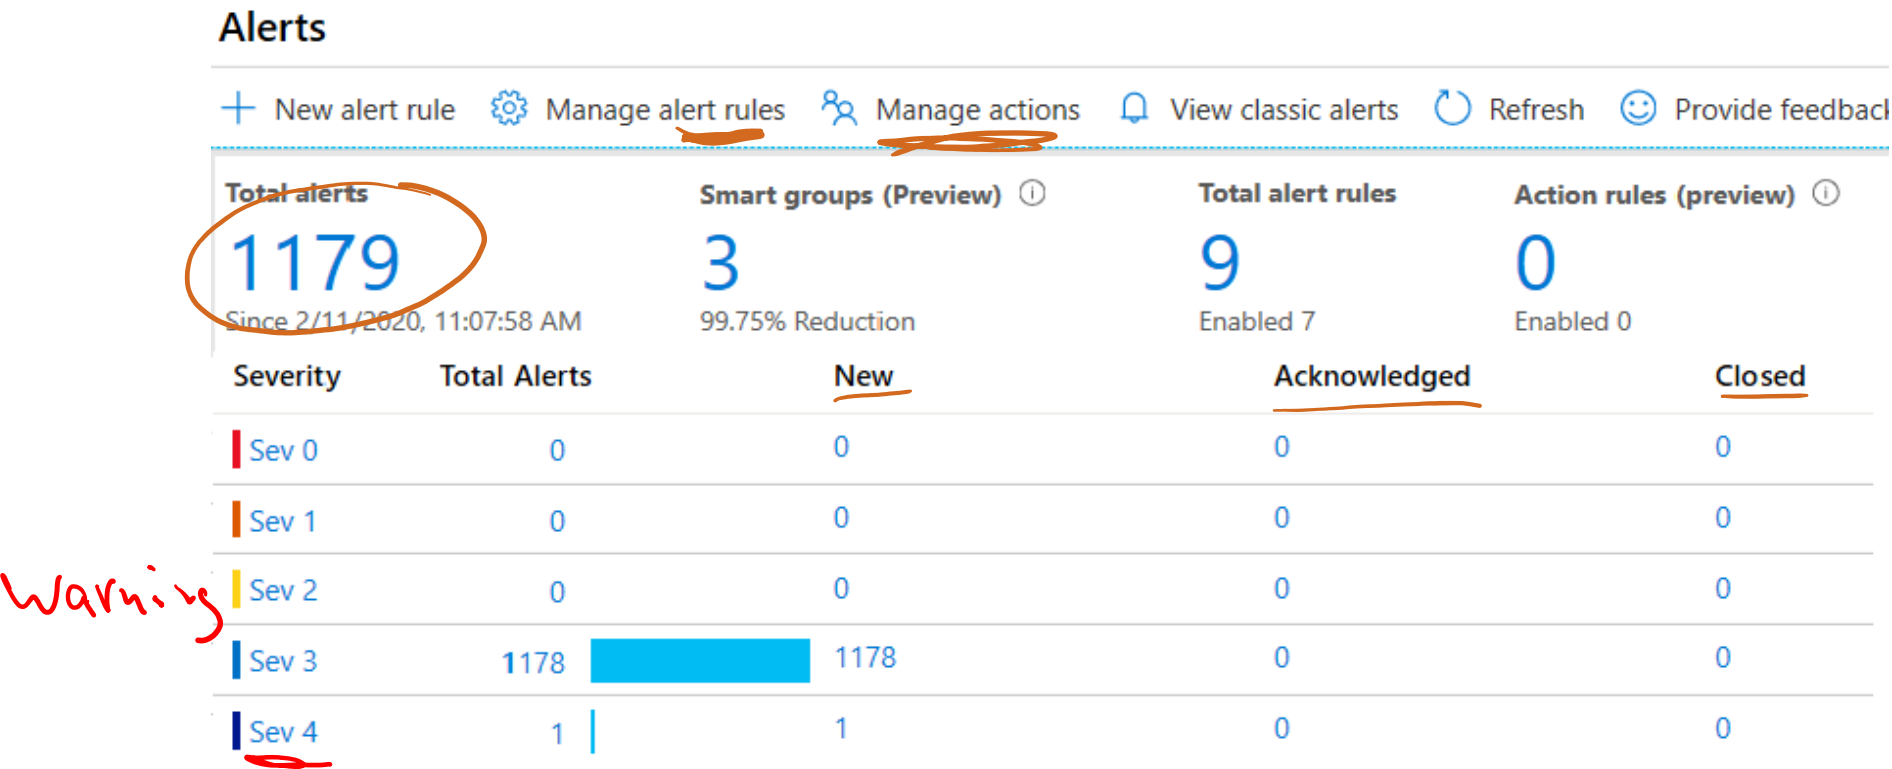 Alerts
New alert rule Manage alert rules Manage actions View classic alerts Refresh Provide feedback
Total alerts Smart groups (Preview) Total alert rules Action rules (preview)
1179 3 9 0
Since 2/11/2020, 11:07:58 AM 99.75% Reduction Enabled 7 Enabled 0
Severity Total Alerts New Acknowledged Closed
Sev 0 0 0 0 0
Sev 1 0 0 0 0
Warning Sev 2 0 0 0 0
Sev 3 1178 1178 0 0
Sev 4 1 1 0 0